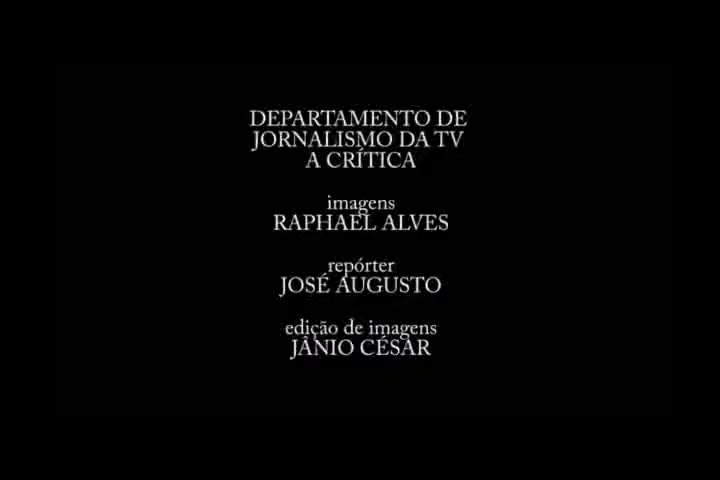 DEPARTAMENTO DE
JORNALISMO DA TV
A CRÍTICA
imagens
RAPHAEL ALVES
repórter
JOSÉ AUGUSTO
edição de imagens
JÂNIO CÉSAR